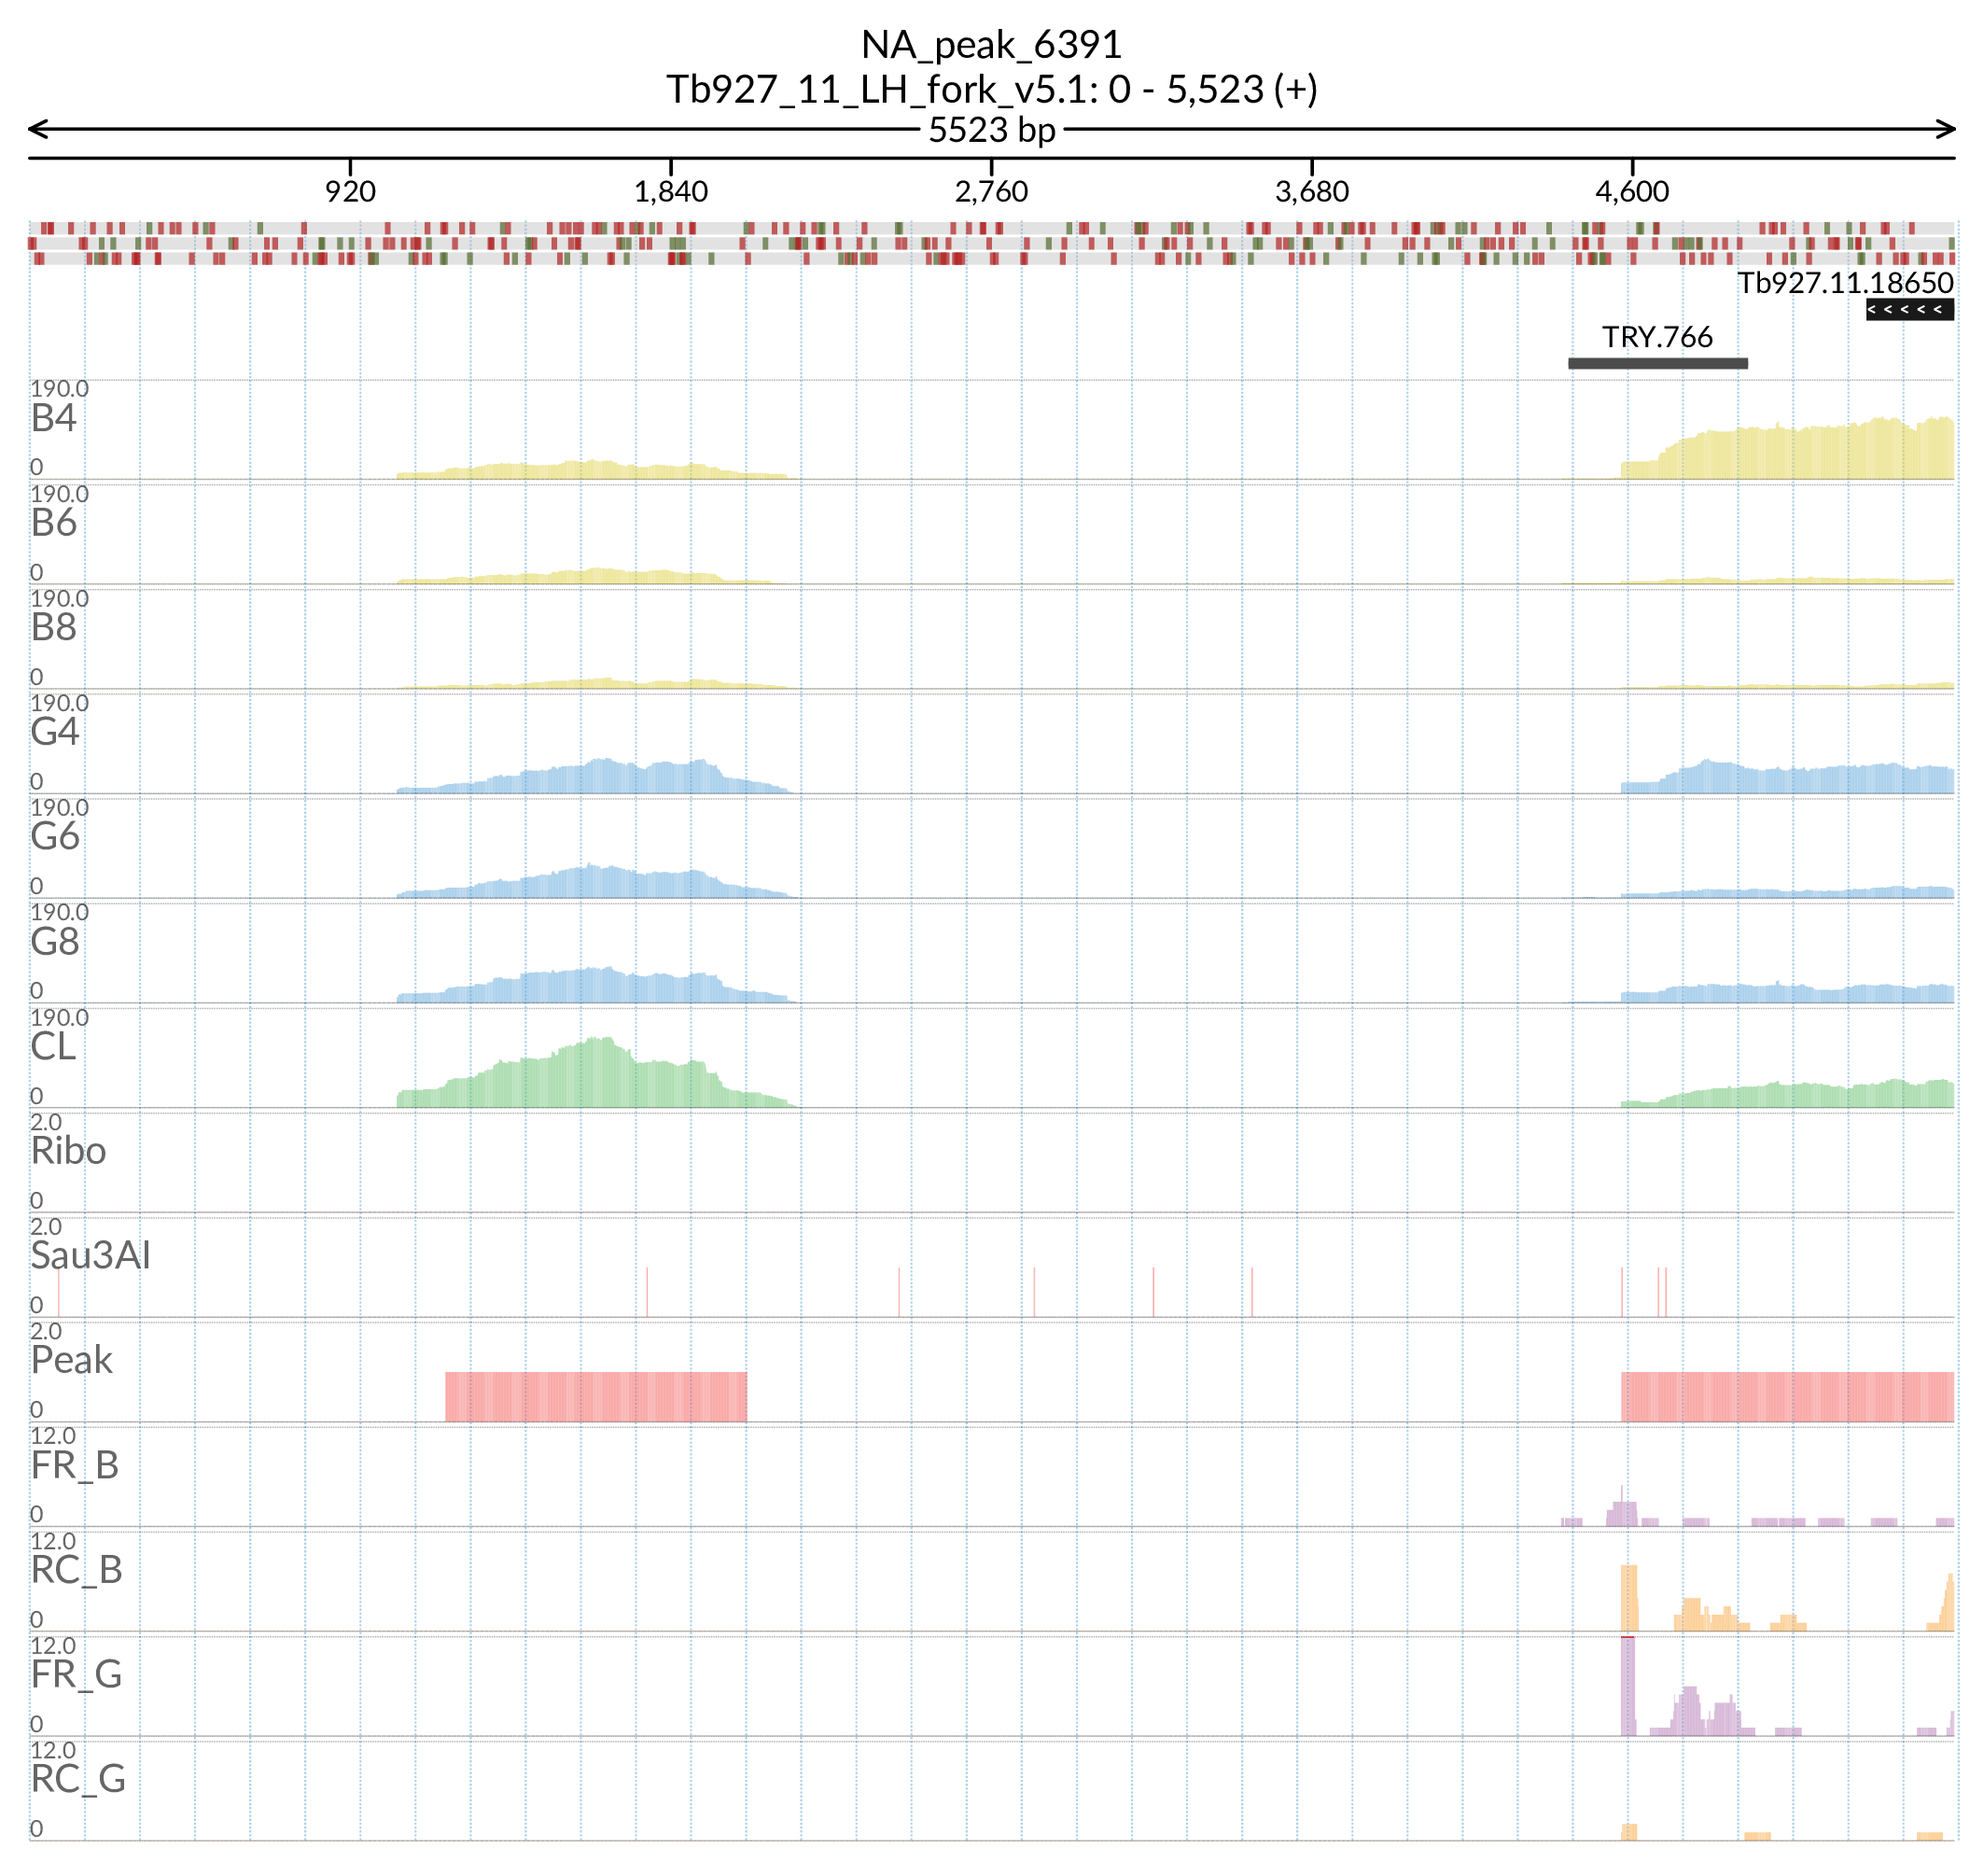 NA_peak_6391
Tb927_11_LH_fork_v5.1: 0 - 5,523 (+)
5523 bp
920 1,840 2,760 3,680 4,600
Tb927.11.18650
< < < < <
TRY.766
190.0
B4
0
190.0
B6
0
190.0
B8
0
190.0
G4
0
190.0
G6
0
190.0
G8
0
190.0
CL
0
2.0
Ribo
0
2.0
Sau3AI
0
2.0
Peak
0
12.0
FR_B
0
12.0
RC_B
0
12.0
FR_G
0
12.0
RC_G
0